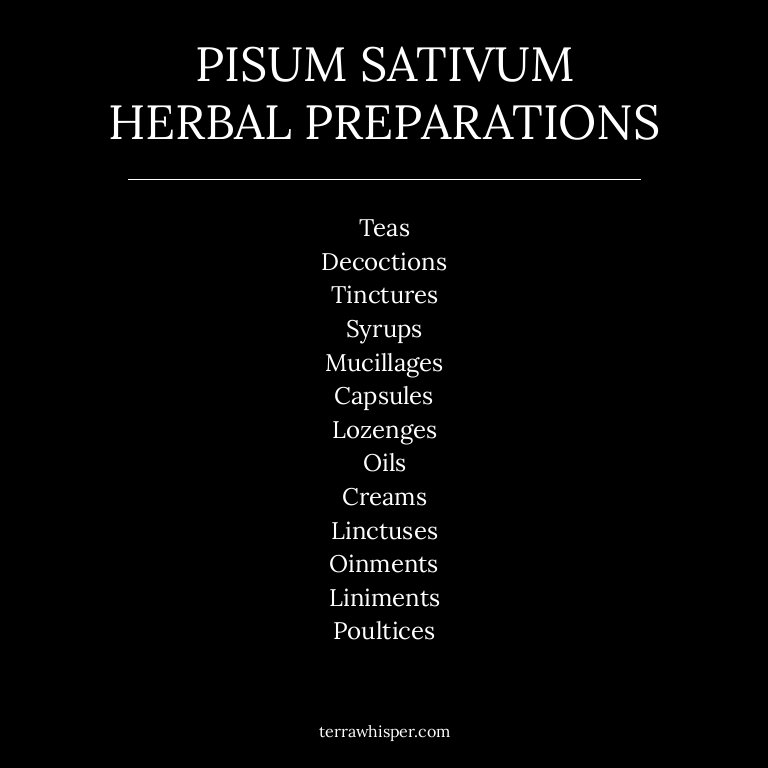 PISUM SATIVUM
HERBAL PREPARATIONS
Teas
Decoctions
Tinctures
Syrups
Mucillages
Capsules
Lozenges
Oils
Creams
Linctuses
Oinments
Liniments
Poultices
terrawhisper.com